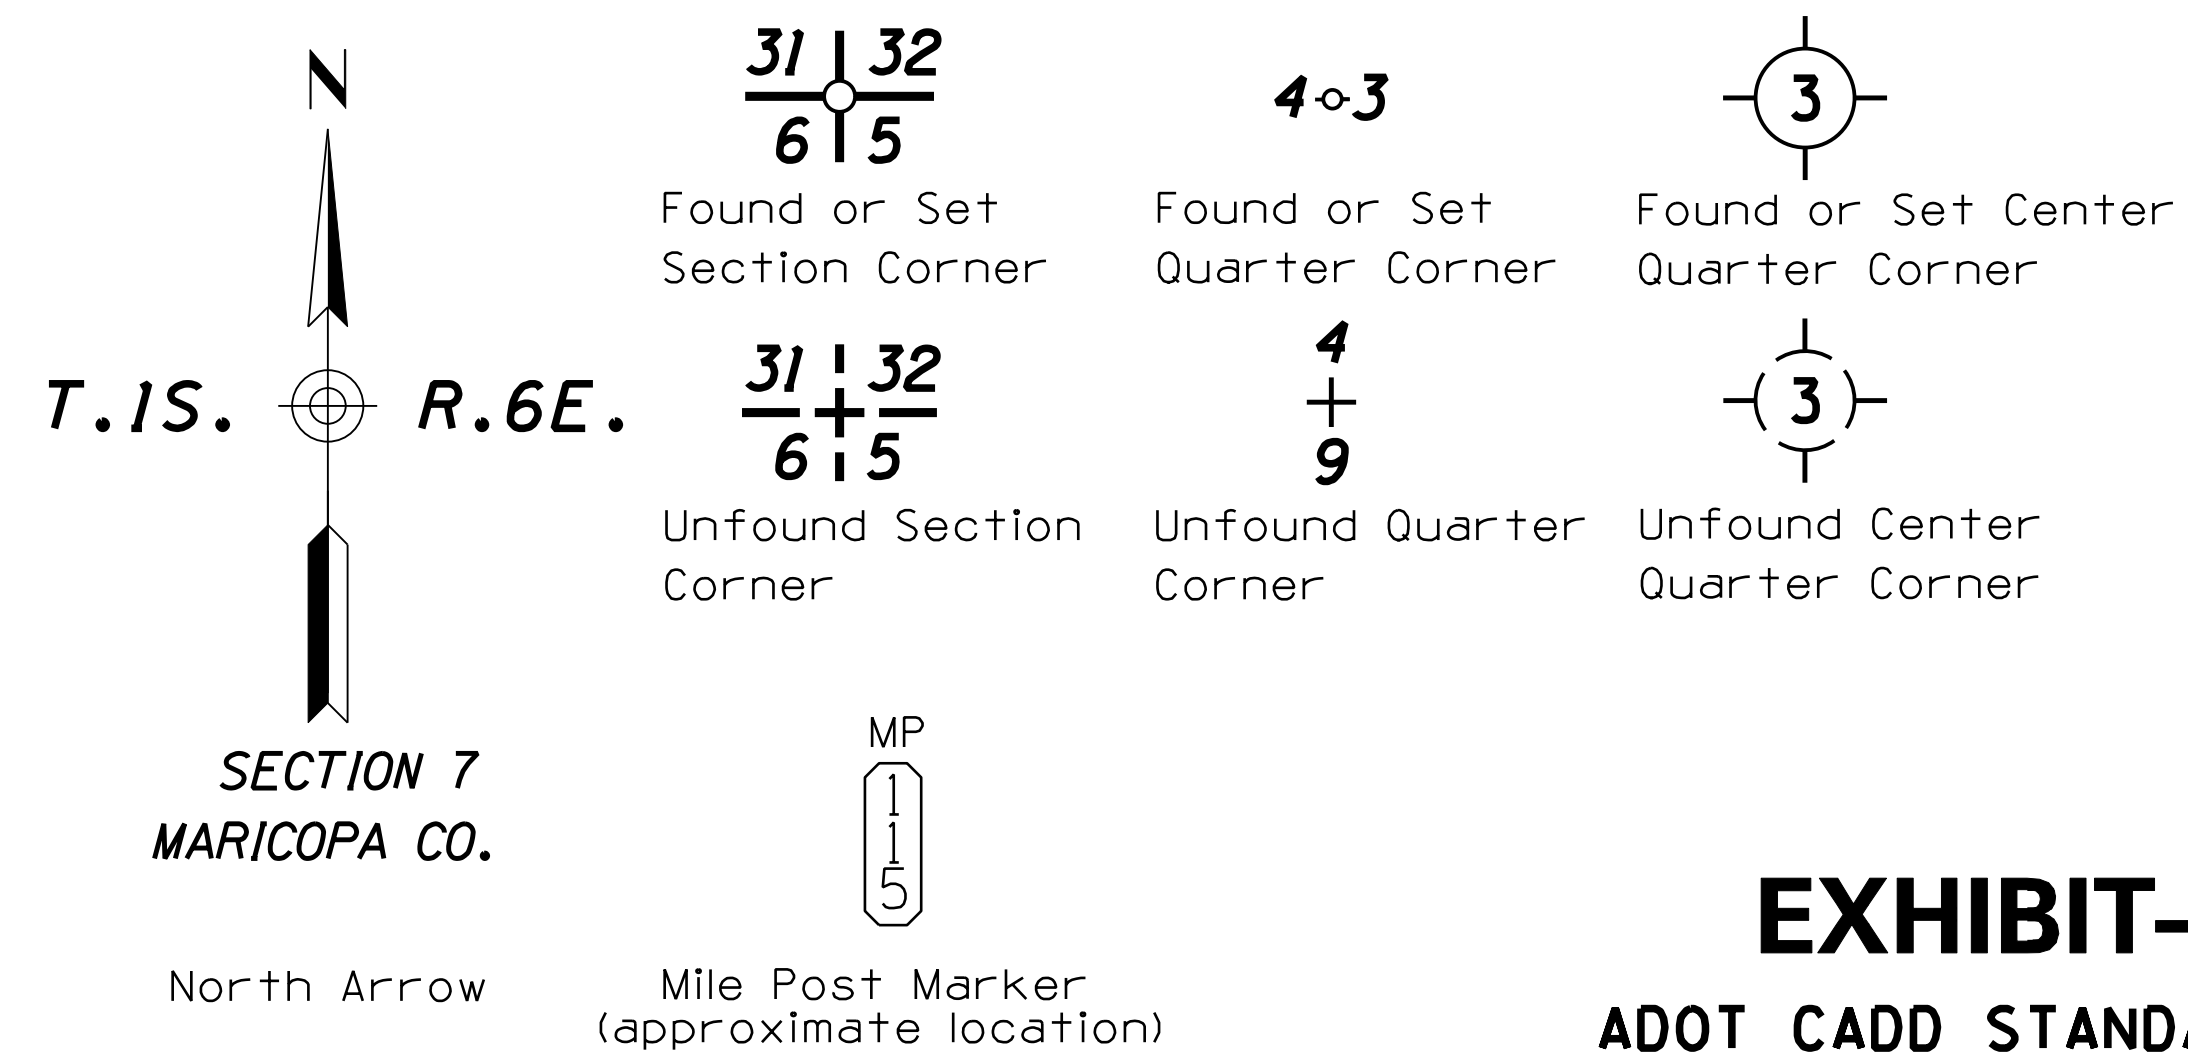 N
T.1S. R.6E.
SECTION 7
MARICOPA CO.
North Arrow
31 32
6 5
Found or Set
Section Corner
4 3
Found or Set
Quarter Corner
3
Found or Set Center
Quarter Corner
31 32
6 5
Unfound Section
Corner
4
9
Unfound Quarter
Corner
3
Unfound Center
Quarter Corner
MP
1
1
5
Mile Post Marker
(approximate location)
EXHIBIT-
ADOT CADD